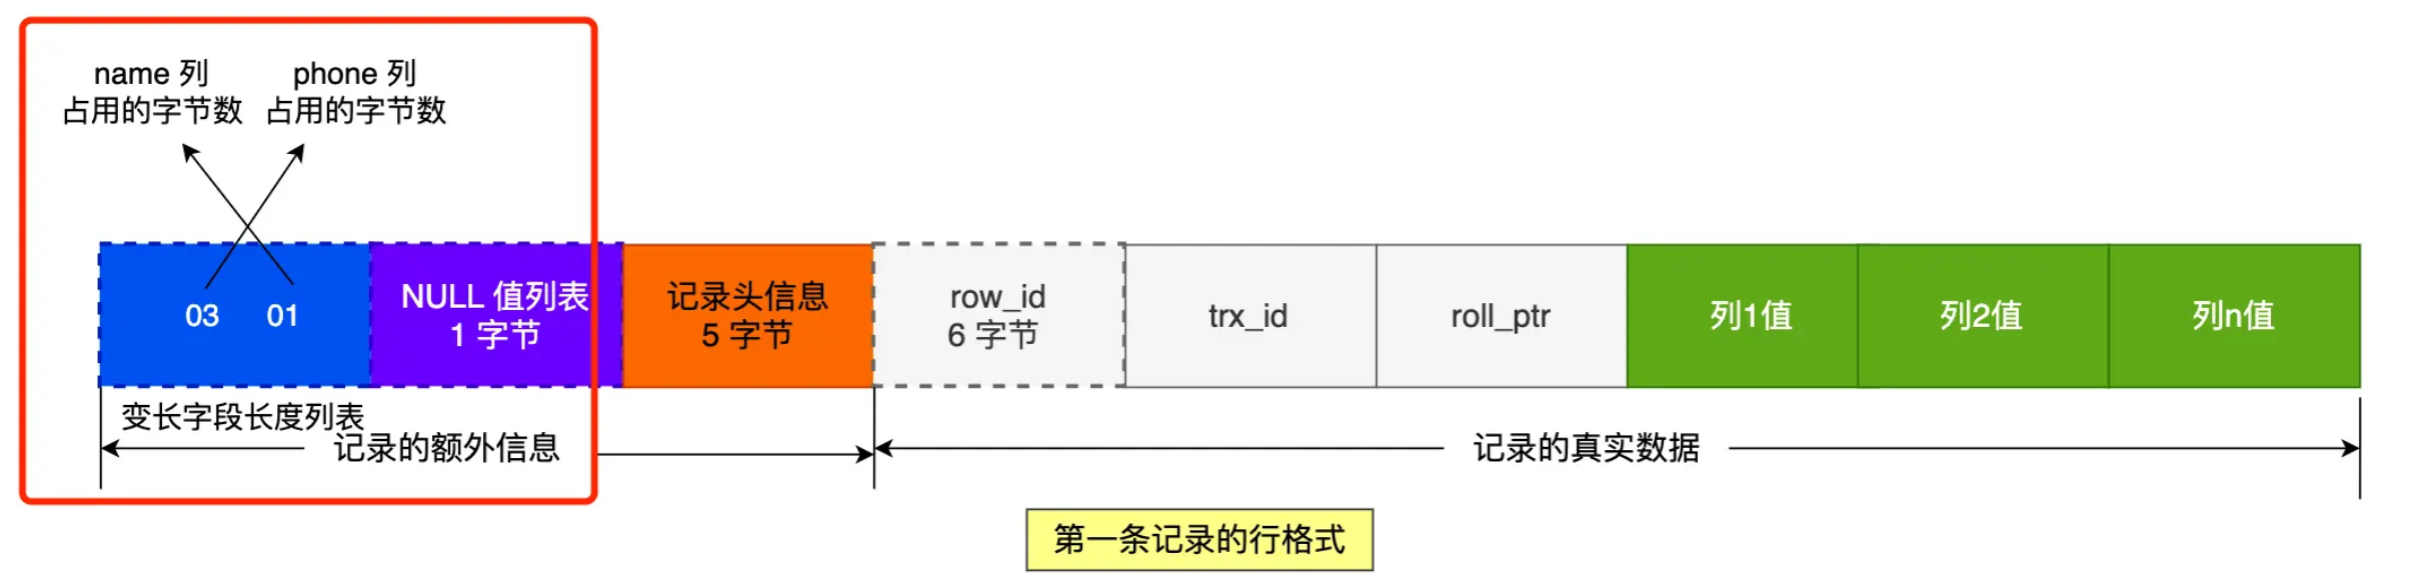 name 列
占用的字节数
phone 列
占用的字节数
03
01
NULL 值列表
1 字节
记录头信息
5 字节
row_id
6 字节
trx_id
roll_ptr
列1值
列2值
列n值
变长字段长度列表
记录的额外信息
记录的真实数据
第一条记录的行格式